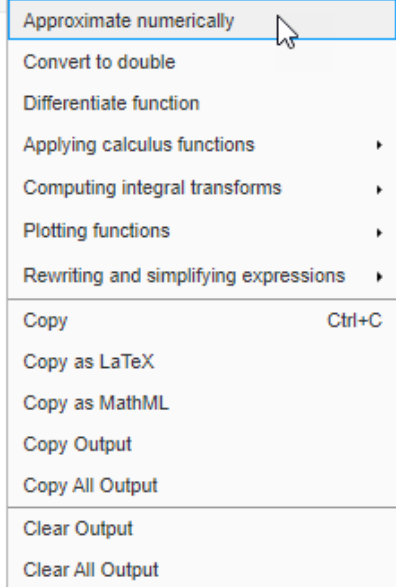 Approximate numerically
Convert to double
Differentiate function
Applying calculus functions
Computing integral transforms
Plotting functions
Rewriting and simplifying expressions
Copy Ctrl+C
Copy as LaTeX
Copy as MathML
Copy Output
Copy All Output
Clear Output
Clear All Output